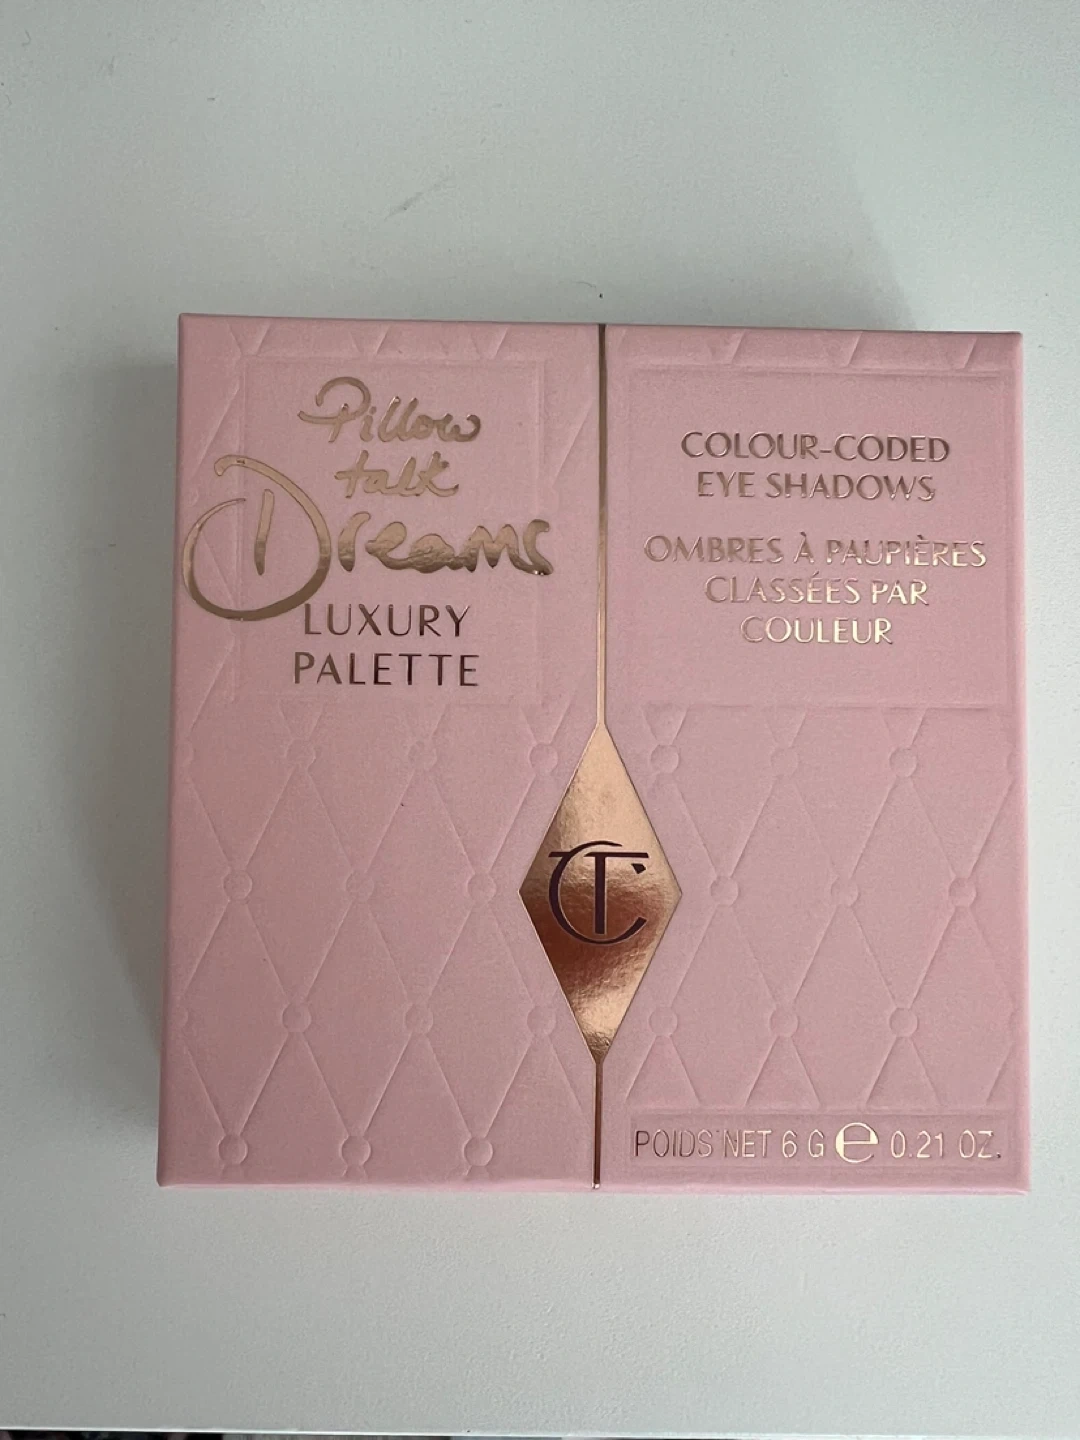 Pillow
talk
Dreams
LUXURY
PALETTE
COLOUR-CODED
EYE SHADOWS
OMBRES À PAUPIÈRES
CLASSÉES PAR
COULEUR
CT
POIDS NET 6 G ℮ 0.21 OZ.